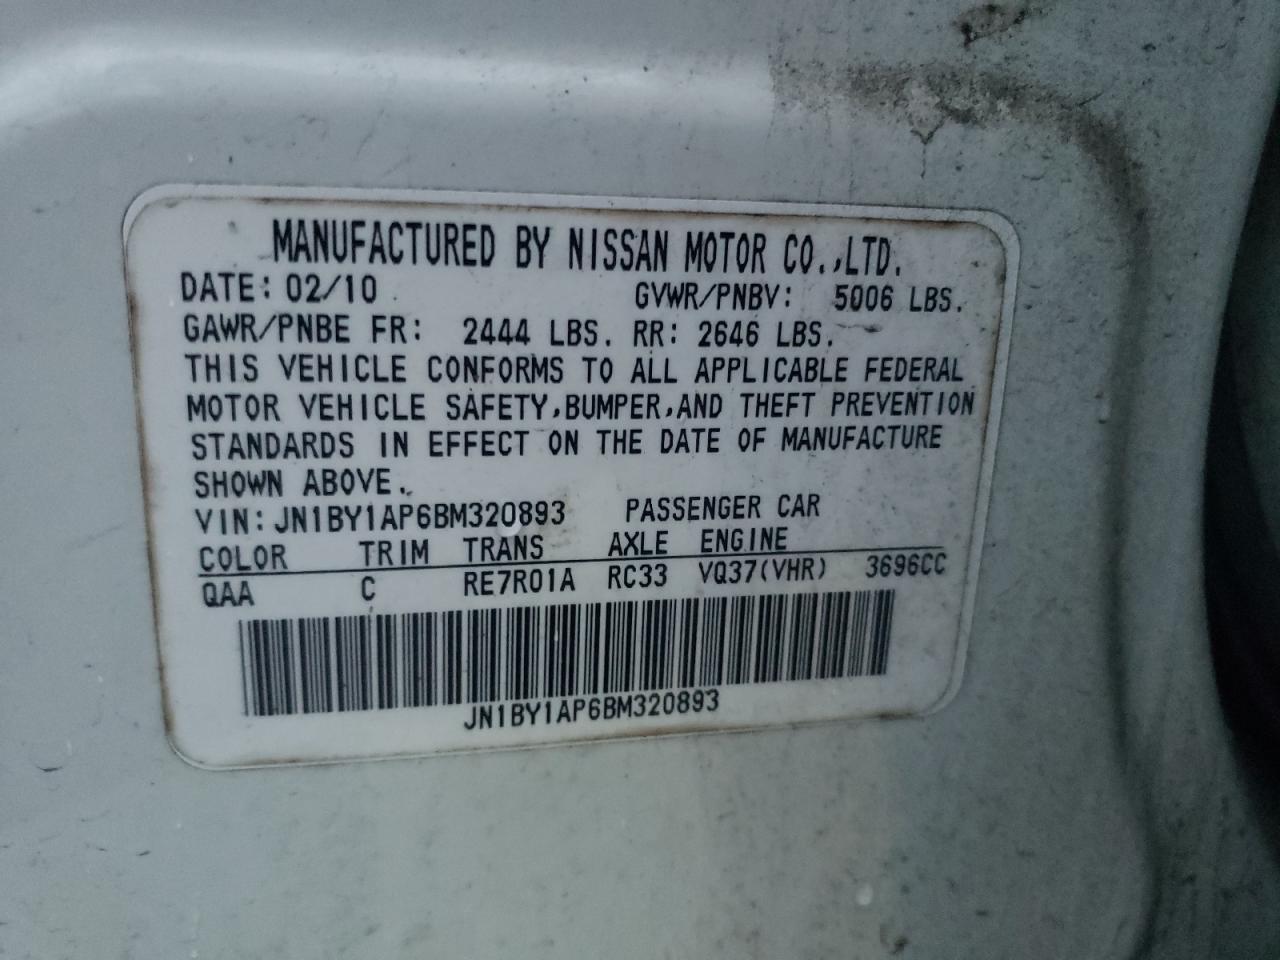 MANUFACTURED BY NISSAN MOTOR CO.,LTD.
DATE: 02/10 GVWR/PNBV: 5006 LBS.
GAWR/PNBE FR: 2444 LBS. RR: 2646 LBS.
THIS VEHICLE CONFORMS TO ALL APPLICABLE FEDERAL
MOTOR VEHICLE SAFETY,BUMPER,AND THEFT PREVENTION
STANDARDS IN EFFECT ON THE DATE OF MANUFACTURE
SHOWN ABOVE.
VIN: JN1BY1AP6BM320893 PASSENGER CAR
COLOR TRIM TRANS AXLE ENGINE
QAA C RE7R01A RC33 VQ37(VHR) 3696CC
JN1BY1AP6BM320893